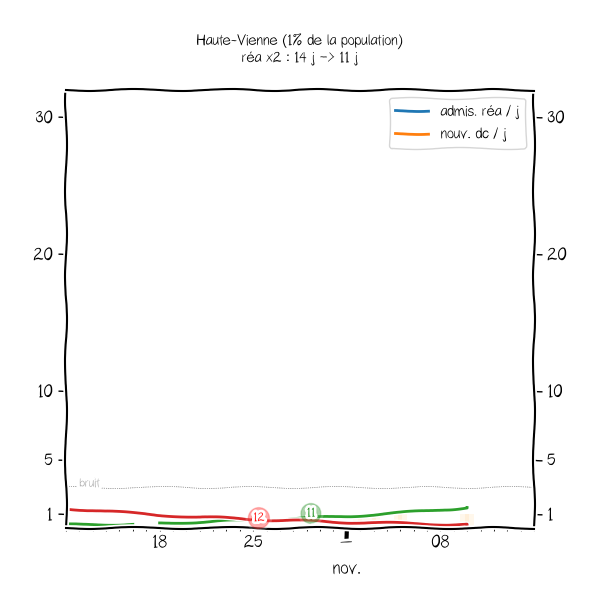 Haute-Vienne (1% de la population)
réa x2 : 14 j -> 11 j
admis. réa / j
nouv. dc / j
30
30
20
20
10
10
5
5
bruit
1
12
11
1
18
25
1
08
nov.